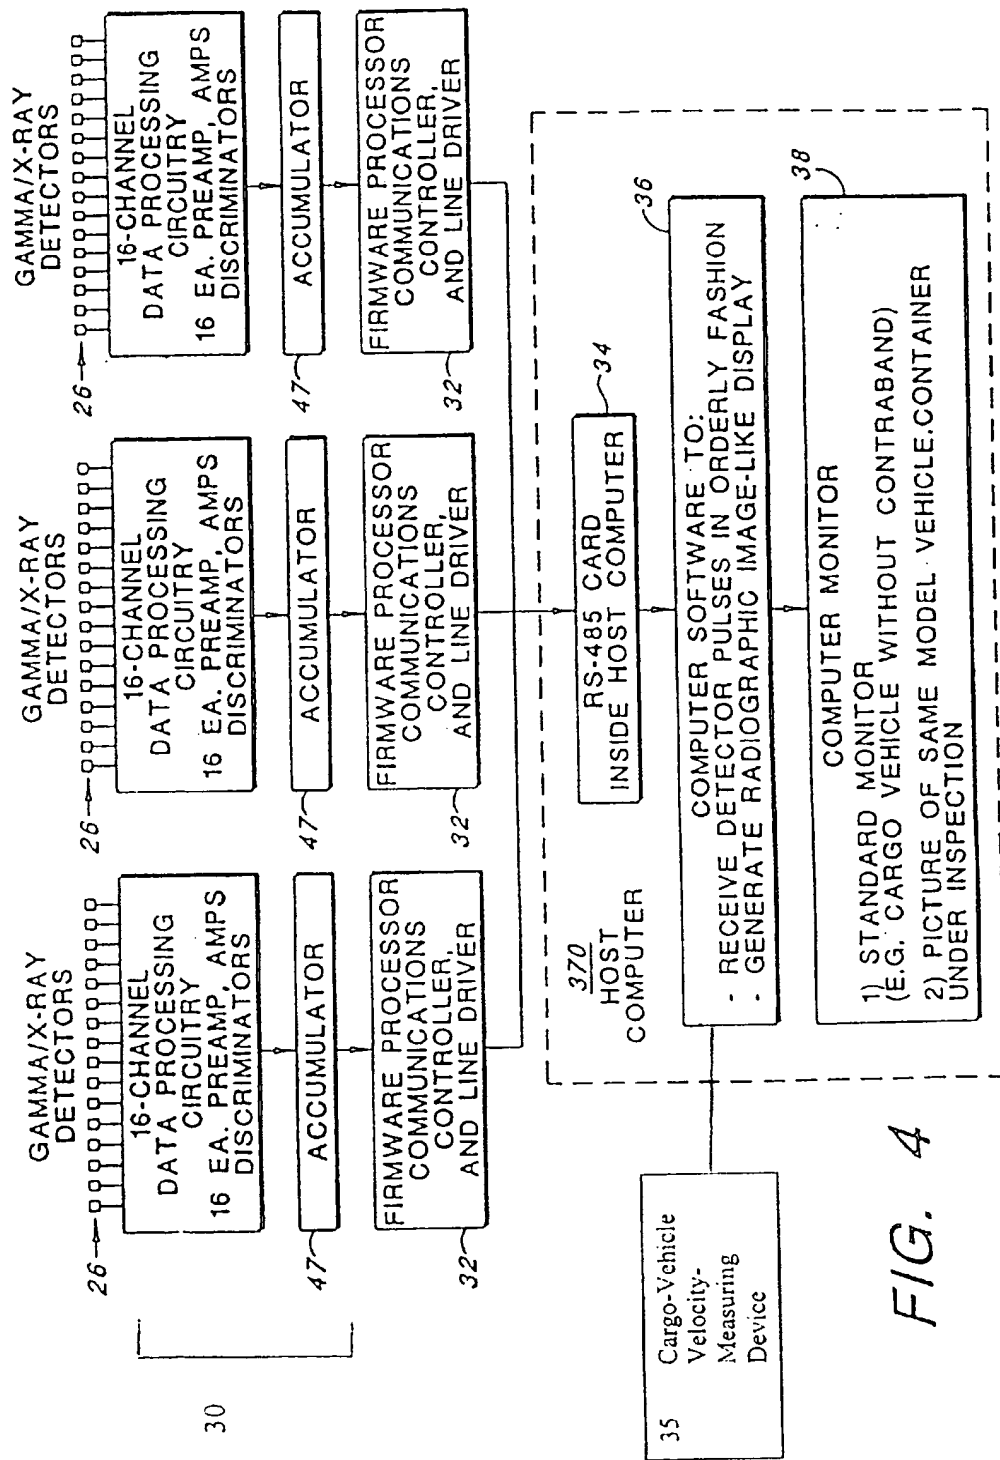 GAMMA/X-RAY
DETECTORS
26
16-CHANNEL
DATA PROCESSING
CIRCUITRY
16 EA. PREAMP, AMPS
DISCRIMINATORS
47
ACCUMULATOR
32
FIRMWARE PROCESSOR
COMMUNICATIONS
CONTROLLER,
AND LINE DRIVER
GAMMA/X-RAY
DETECTORS
26
16-CHANNEL
DATA PROCESSING
CIRCUITRY
16 EA. PREAMP, AMPS
DISCRIMINATORS
47
ACCUMULATOR
32
FIRMWARE PROCESSOR
COMMUNICATIONS
CONTROLLER,
AND LINE DRIVER
GAMMA/X-RAY
DETECTORS
26
16-CHANNEL
DATA PROCESSING
CIRCUITRY
16 EA. PREAMP, AMPS
DISCRIMINATORS
47
ACCUMULATOR
32
FIRMWARE PROCESSOR
COMMUNICATIONS
CONTROLLER,
AND LINE DRIVER
30
370
HOST
COMPUTER
34
RS-485 CARD
INSIDE HOST COMPUTER
36
COMPUTER SOFTWARE TO:
- RECEIVE DETECTOR PULSES IN ORDERLY FASHION
- GENERATE RADIOGRAPHIC IMAGE-LIKE DISPLAY
38
COMPUTER MONITOR
1) STANDARD MONITOR
(E.G. CARGO VEHICLE WITHOUT CONTRABAND)
2) PICTURE OF SAME MODEL VEHICLE.CONTAINER
UNDER INSPECTION
35 Cargo-Vehicle
Velocity-
Measuring
Device
FIG. 4